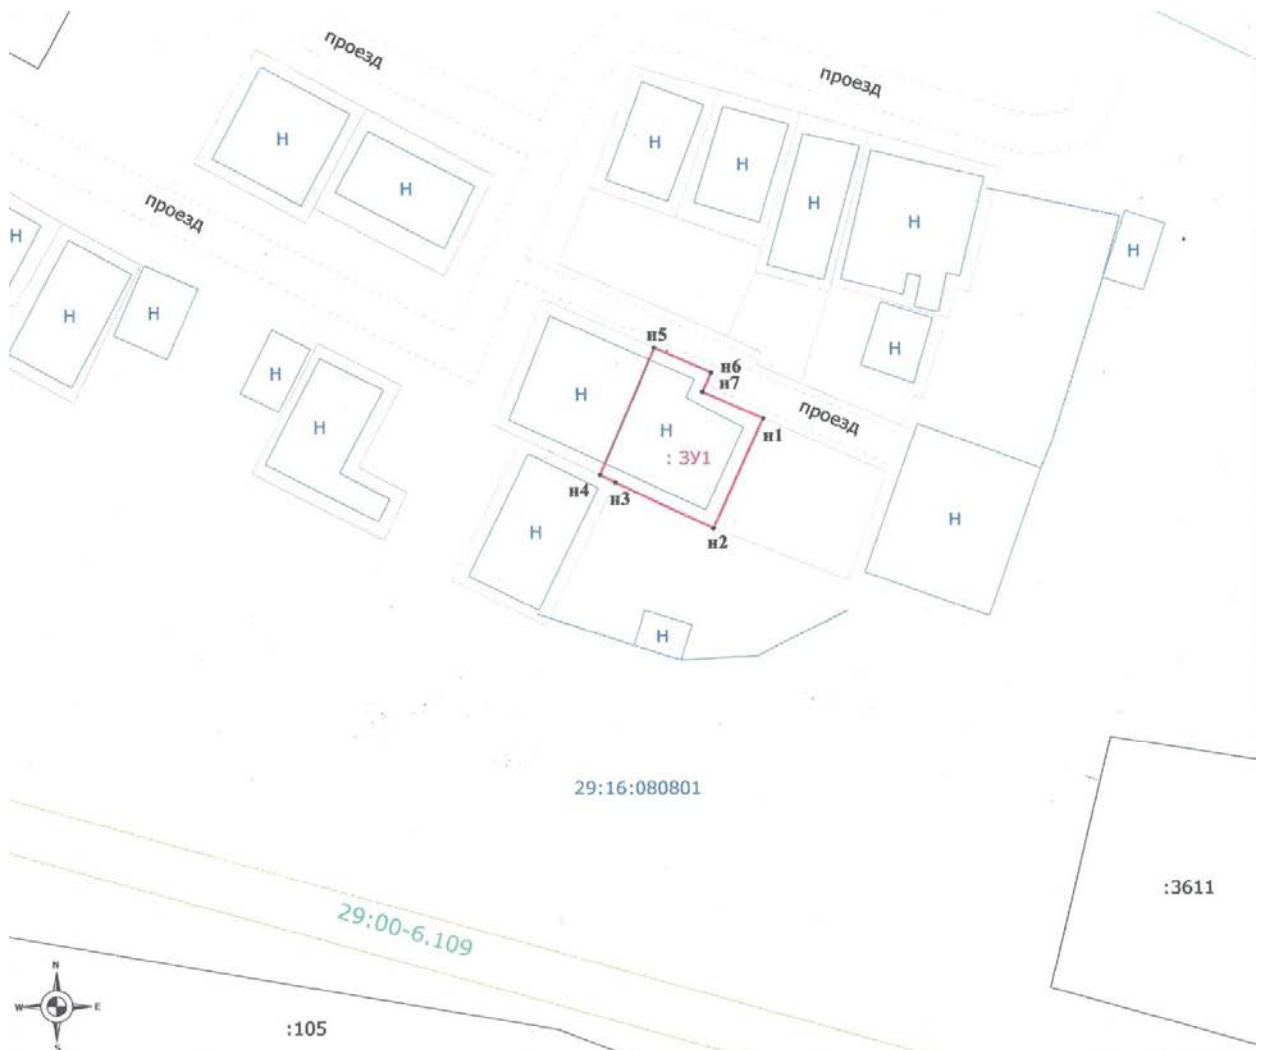 проезд
проезд
Н
Н
Н
Н
Н
проезд
Н
Н
Н
Н
Н
Н
Н
н5
Н
н6
Н
н7
Н
проезд
Н
Н
н1
: ЗУ1
н4
н3
Н
Н
н2
Н
29:16:080801
:3611
29:00-6.109
N
W
E
S
:105